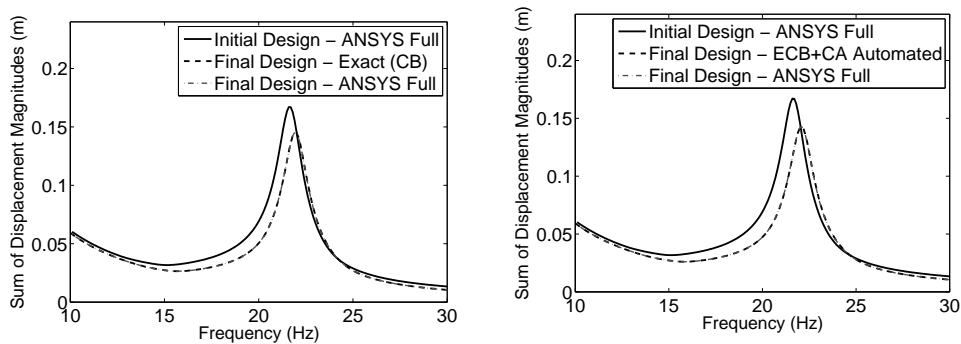 Sum of Displacement Magnitudes (m)
0.2
0.15
0.1
0.05
0
Initial Design – ANSYS Full
Final Design – Exact (CB)
Final Design – ANSYS Full
10 15 20 25 30
Frequency (Hz)
Sum of Displacement Magnitudes (m)
0.2
0.15
0.1
0.05
0
Initial Design – ANSYS Full
Final Design – ECB+CA Automated
Final Design – ANSYS Full
10 15 20 25 30
Frequency (Hz)